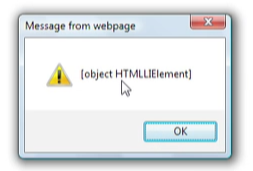 Message from webpage
[object HTMLLIElement]
OK